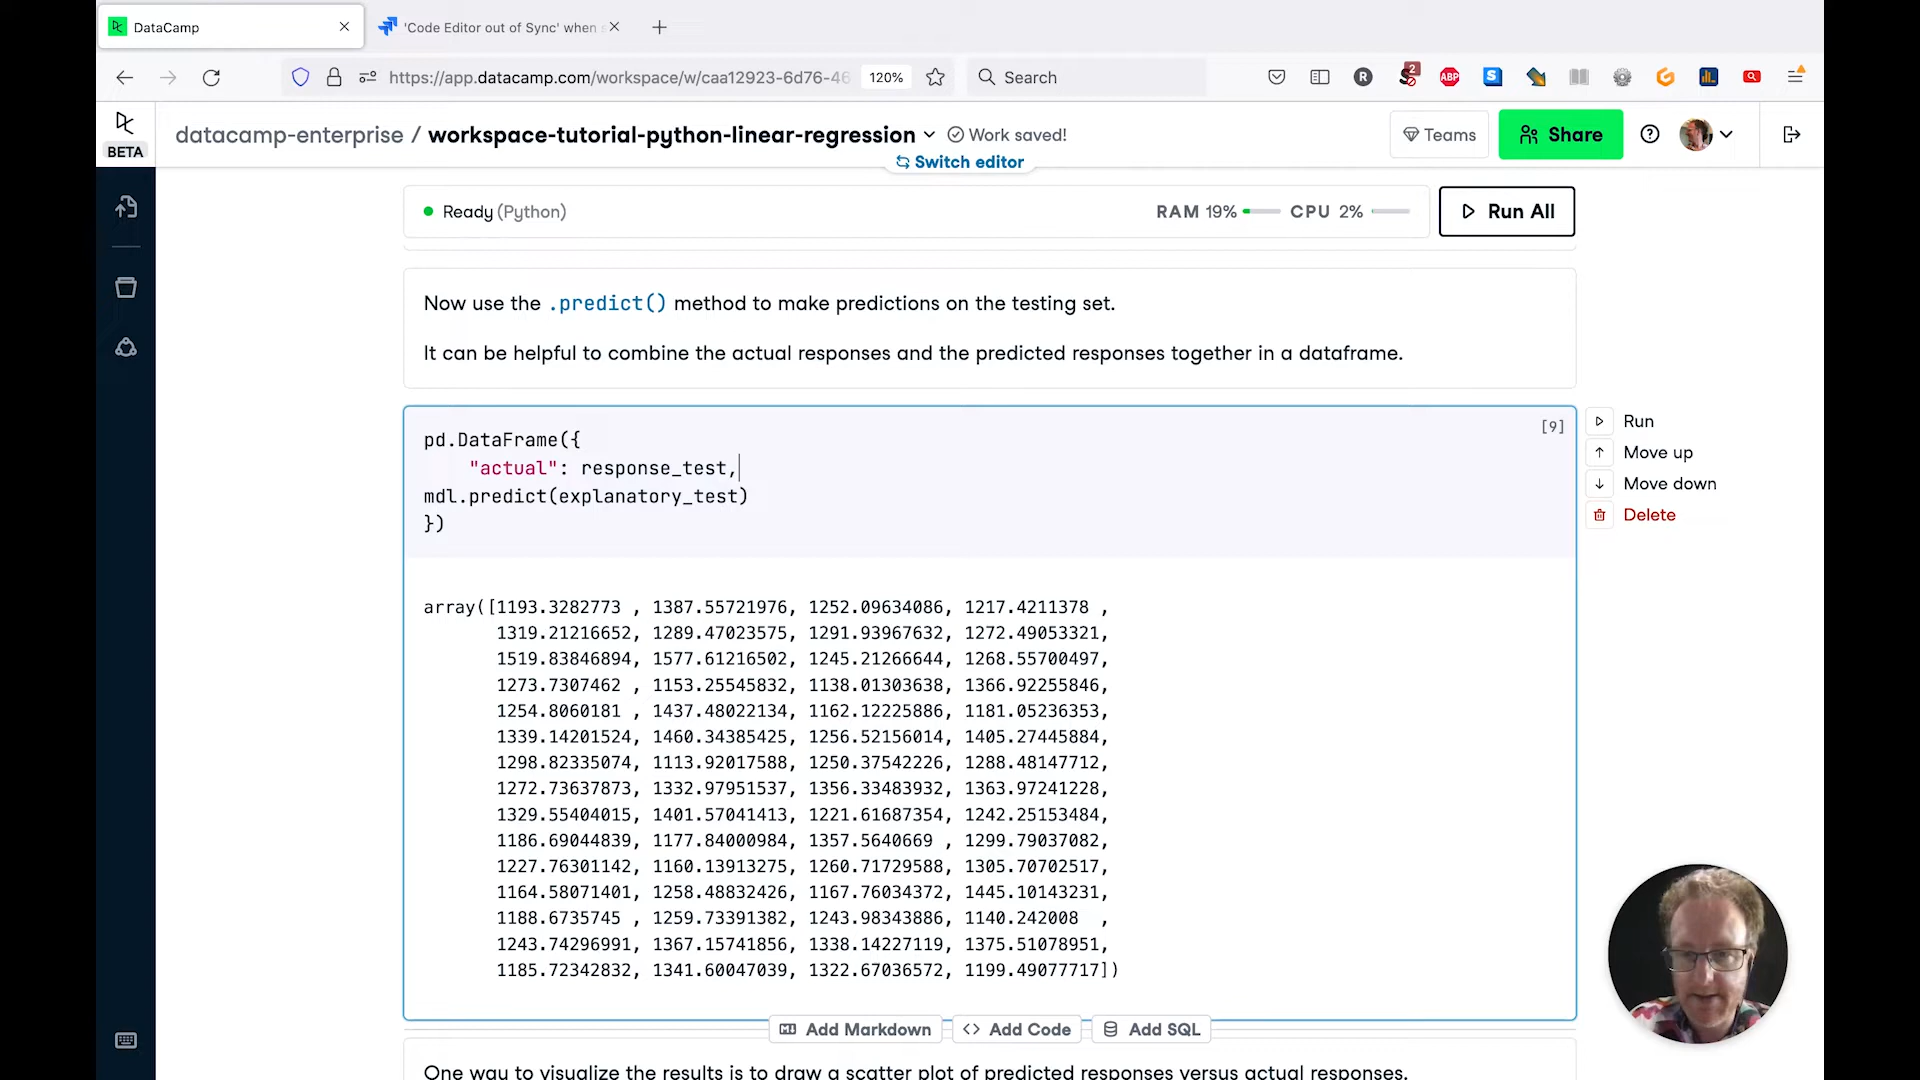 DataCamp
'Code Editor out of Sync' when
https://app.datacamp.com/workspace/w/caa12923-6d76-46
120%
Search
R
2
ABP
S
BETA
datacamp-enterprise / workspace-tutorial-python-linear-regression
Work saved!
Teams
Share
Switch editor
Ready (Python)
RAM 19%
CPU 2%
Run All
Now use the .predict() method to make predictions on the testing set.
It can be helpful to combine the actual responses and the predicted responses together in a dataframe.
[9]
pd.DataFrame({
"actual": response_test,
mdl.predict(explanatory_test)
})
Run
Move up
Move down
Delete
array([1193.3282773 , 1387.55721976, 1252.09634086, 1217.4211378 ,
1319.21216652, 1289.47023575, 1291.93967632, 1272.49053321,
1519.83846894, 1577.61216502, 1245.21266644, 1268.55700497,
1273.7307462 , 1153.25545832, 1138.01303638, 1366.92255846,
1254.8060181 , 1437.48022134, 1162.12225886, 1181.05236353,
1339.14201524, 1460.34385425, 1256.52156014, 1405.27445884,
1298.82335074, 1113.92017588, 1250.37542226, 1288.48147712,
1272.73637873, 1332.97951537, 1356.33483932, 1363.97241228,
1329.55404015, 1401.57041413, 1221.61687354, 1242.25153484,
1186.69044839, 1177.84000984, 1357.5640669 , 1299.79037082,
1227.76301142, 1160.13913275, 1260.71729588, 1305.70702517,
1164.58071401, 1258.48832426, 1167.76034372, 1445.10143231,
1188.6735745 , 1259.73391382, 1243.98343886, 1140.242008  ,
1243.74296991, 1367.15741856, 1338.14227119, 1375.51078951,
1185.72342832, 1341.60047039, 1322.67036572, 1199.49077717])
Add Markdown
Add Code
Add SQL
One way to visualize the results is to draw a scatter plot of predicted responses versus actual responses.